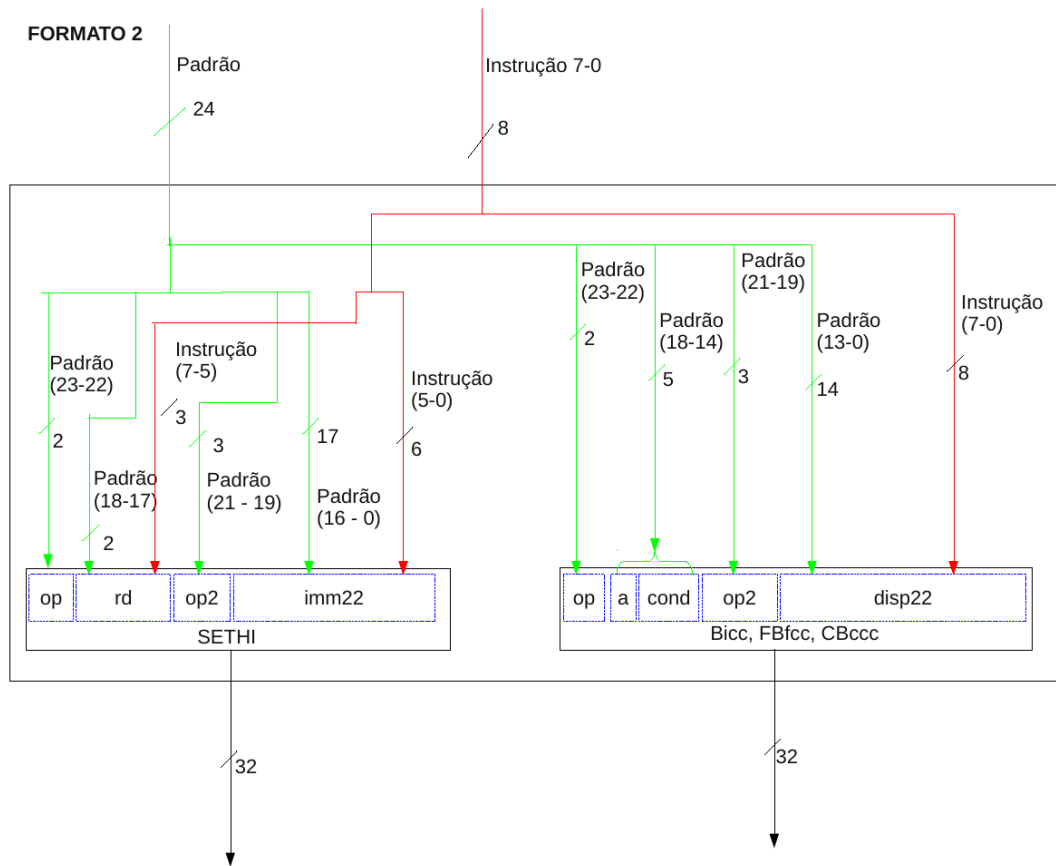 FORMATO 2
Padrão
24
Instrução 7-0
8
Padrão
(23-22)
2
Padrão
(18-17)
2
Instrução
(7-5)
3
3
Padrão
(21 - 19)
17
Padrão
(16 - 0)
Instrução
(5-0)
6
Padrão
(23-22)
2
Padrão
(18-14)
5
Padrão
(21-19)
3
Padrão
(13-0)
14
Instrução
(7-0)
8
op rd op2 imm22
SETHI
op a cond op2 disp22
Bicc, FBfcc, CBccc
32
32